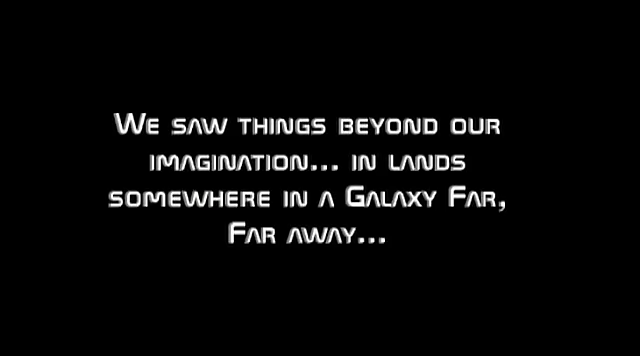 We saw things beyond our
imagination... in lands
somewhere in a Galaxy Far,
Far away...